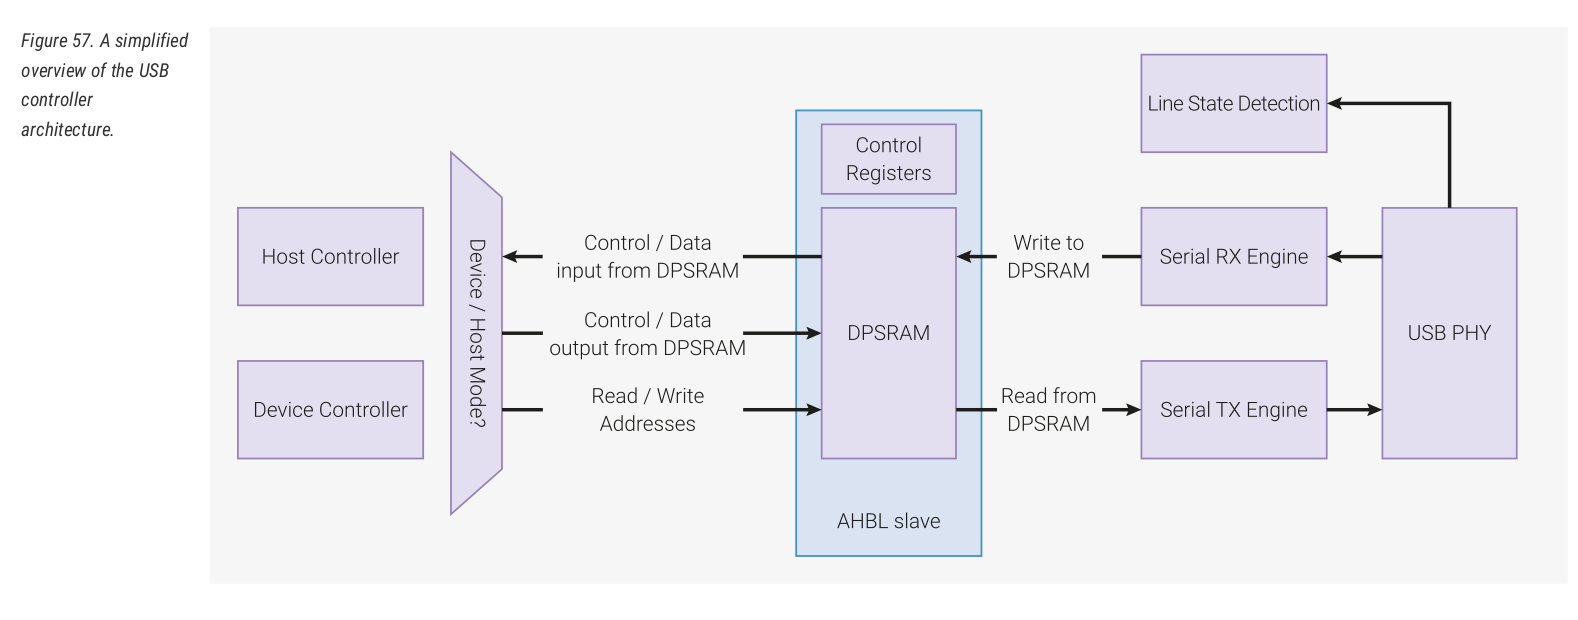 Figure 57. A simplified
overview of the USB
controller
architecture.
Line State Detection
Control
Registers
Host Controller
Device / Host Mode?
Control / Data
input from DPSRAM
Write to
DPSRAM
Serial RX Engine
Control / Data
output from DPSRAM
DPSRAM
USB PHY
Device Controller
Read / Write
Addresses
Read from
DPSRAM
Serial TX Engine
AHBL slave